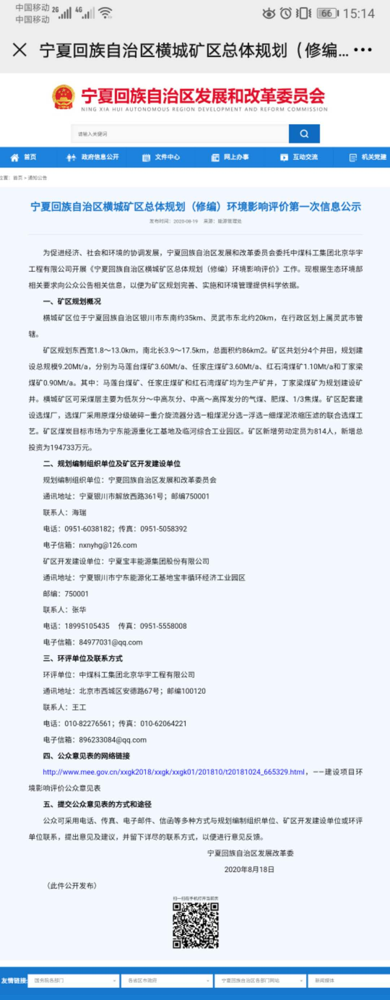 中国移动 2G 4G
中国移动
66 15:14
宁夏回族自治区横城矿区总体规划（修编...
宁夏回族自治区发展和改革委员会
NING XIA HUI AUTONOMOUS REGION DEVELOPMENT AND REFORM COMMISSION
请输入关键词
首页 政府信息公开 文件中心 网上办事 互动交流 机关党建
位置：首页 > 通知公告
宁夏回族自治区横城矿区总体规划（修编）环境影响评价第一次信息公示
发布时间：2020-08-19 来源：能源管理处
为促进经济、社会和环境的协调发展，宁夏回族自治区发展和改革委员会委托中煤科工集团北京华宇
工程有限公司开展《宁夏回族自治区横城矿区总体规划（修编）环境影响评价》工作。现根据生态环境部
相关要求向公众公告相关信息，以便为矿区规划完善、实施和环境管理提供科学依据。
一、矿区规划概况
横城矿区位于宁夏回族自治区银川市东南约35km、灵武市东北约20km，在行政区划上属灵武市管
辖。
矿区规划东西宽1.8～13.0km，南北长3.9～17.5km，总面积约86km2。矿区共划分4个井田，规划建
设总规模9.20Mt/a，分别为马莲台煤矿3.60Mt/a、任家庄煤矿3.60Mt/a、红石湾煤矿1.10Mt/a和丁家梁
煤矿0.90Mt/a。其中：马莲台煤矿、任家庄煤矿和红石湾煤矿均为生产矿井，丁家梁煤矿为规划建设矿
井。横城矿区可采煤层主要为低灰分～中高灰分、中高～高挥发分的气煤、肥煤、1/3焦煤。矿区配套建
设选煤厂，选煤厂采用原煤分级破碎—重介旋流器分选—粗煤泥分选—浮选—细煤泥浓缩压滤的联合选煤工
艺。矿区煤炭目标市场为宁东能源重化工基地及临河综合工业园区。矿区新增劳动定员为814人，新增总
投资为194733万元。
二、规划编制组织单位及矿区开发建设单位
规划编制组织单位：宁夏回族自治区发展和改革委员会
通讯地址：宁夏银川市解放西路361号；邮编750001
联系人：海瑞
电话：0951-6038182；传真：0951-5058392
电子信箱：nxnyhg@126.com
矿区开发建设单位：宁夏宝丰能源集团股份有限公司
通讯地址：宁夏银川市宁东能源化工基地宝丰循环经济工业园区
邮编：750001
联系人：张华
电话：18995105435 传真：0951-5558008
电子信箱：84977031@qq.com
三、环评单位及联系方式
环评单位：中煤科工集团北京华宇工程有限公司
通讯地址：北京市西城区安德路67号；邮编100120
联系人：王工
电话：010-82276561；传真：010-62064221
电子信箱：896233084@qq.com
四、公众意见表的网络链接
http://www.mee.gov.cn/xxgk2018/xxgk/xxgk01/201810/t20181024_665329.html，——建设项目环
境影响评价公众意见表
五、提交公众意见表的方式和途径
公众可采用电话、传真、电子邮件、信函等多种方式与规划编制组织单位、矿区开发建设单位或环评
单位联系，提出意见及建议，并留下详尽的联系方式，以便进行意见反馈。
宁夏回族自治区发展改革委
2020年8月18日
（此件公开发布）
扫一扫在手机打开当前页
友情链接: 国务院各部门 各省区市政府 宁夏回族自治区各部门网站 新闻媒体